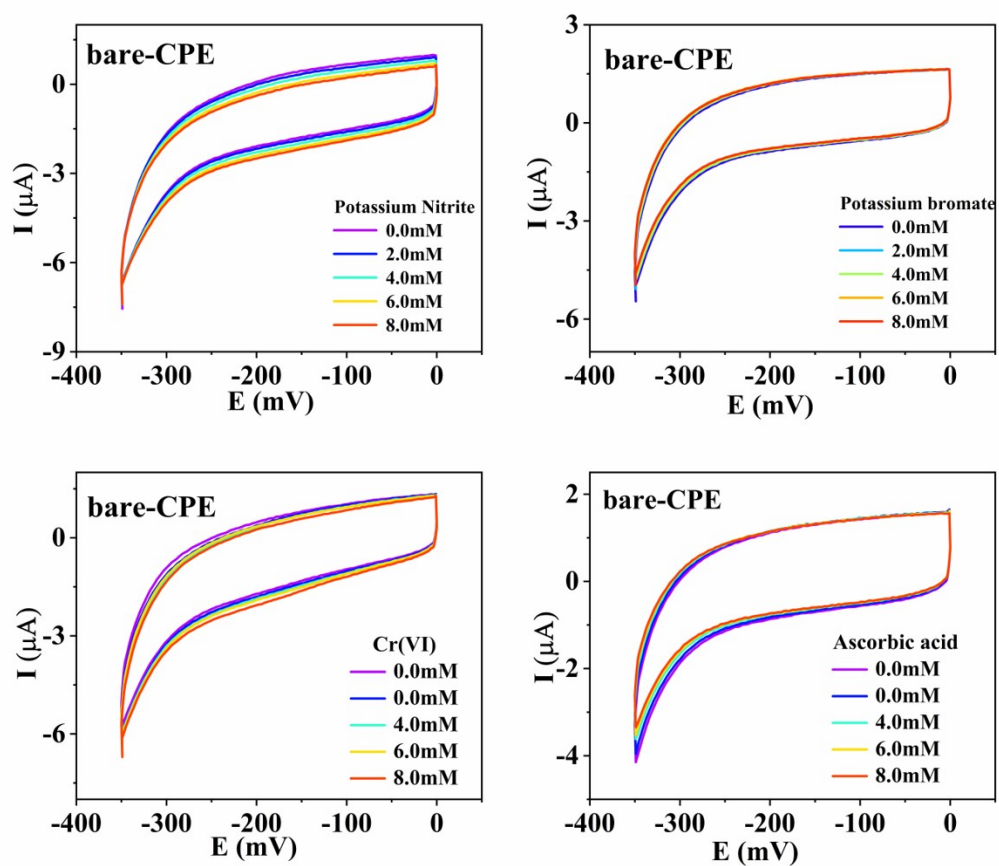 bare-CPE
0
-3
-6
-9
I (μA)
Potassium Nitrite
0.0mM
2.0mM
4.0mM
6.0mM
8.0mM
-400 -300 -200 -100 0
E (mV)
bare-CPE
3
0
-3
-6
I (μA)
Potassium bromate
0.0mM
2.0mM
4.0mM
6.0mM
8.0mM
-400 -300 -200 -100 0
E (mV)
bare-CPE
0
-3
-6
I (μA)
Cr(VI)
0.0mM
0.0mM
4.0mM
6.0mM
8.0mM
-400 -300 -200 -100 0
E (mV)
bare-CPE
2
0
-2
-4
I (μA)
Ascorbic acid
0.0mM
0.0mM
4.0mM
6.0mM
8.0mM
-400 -300 -200 -100 0
E (mV)